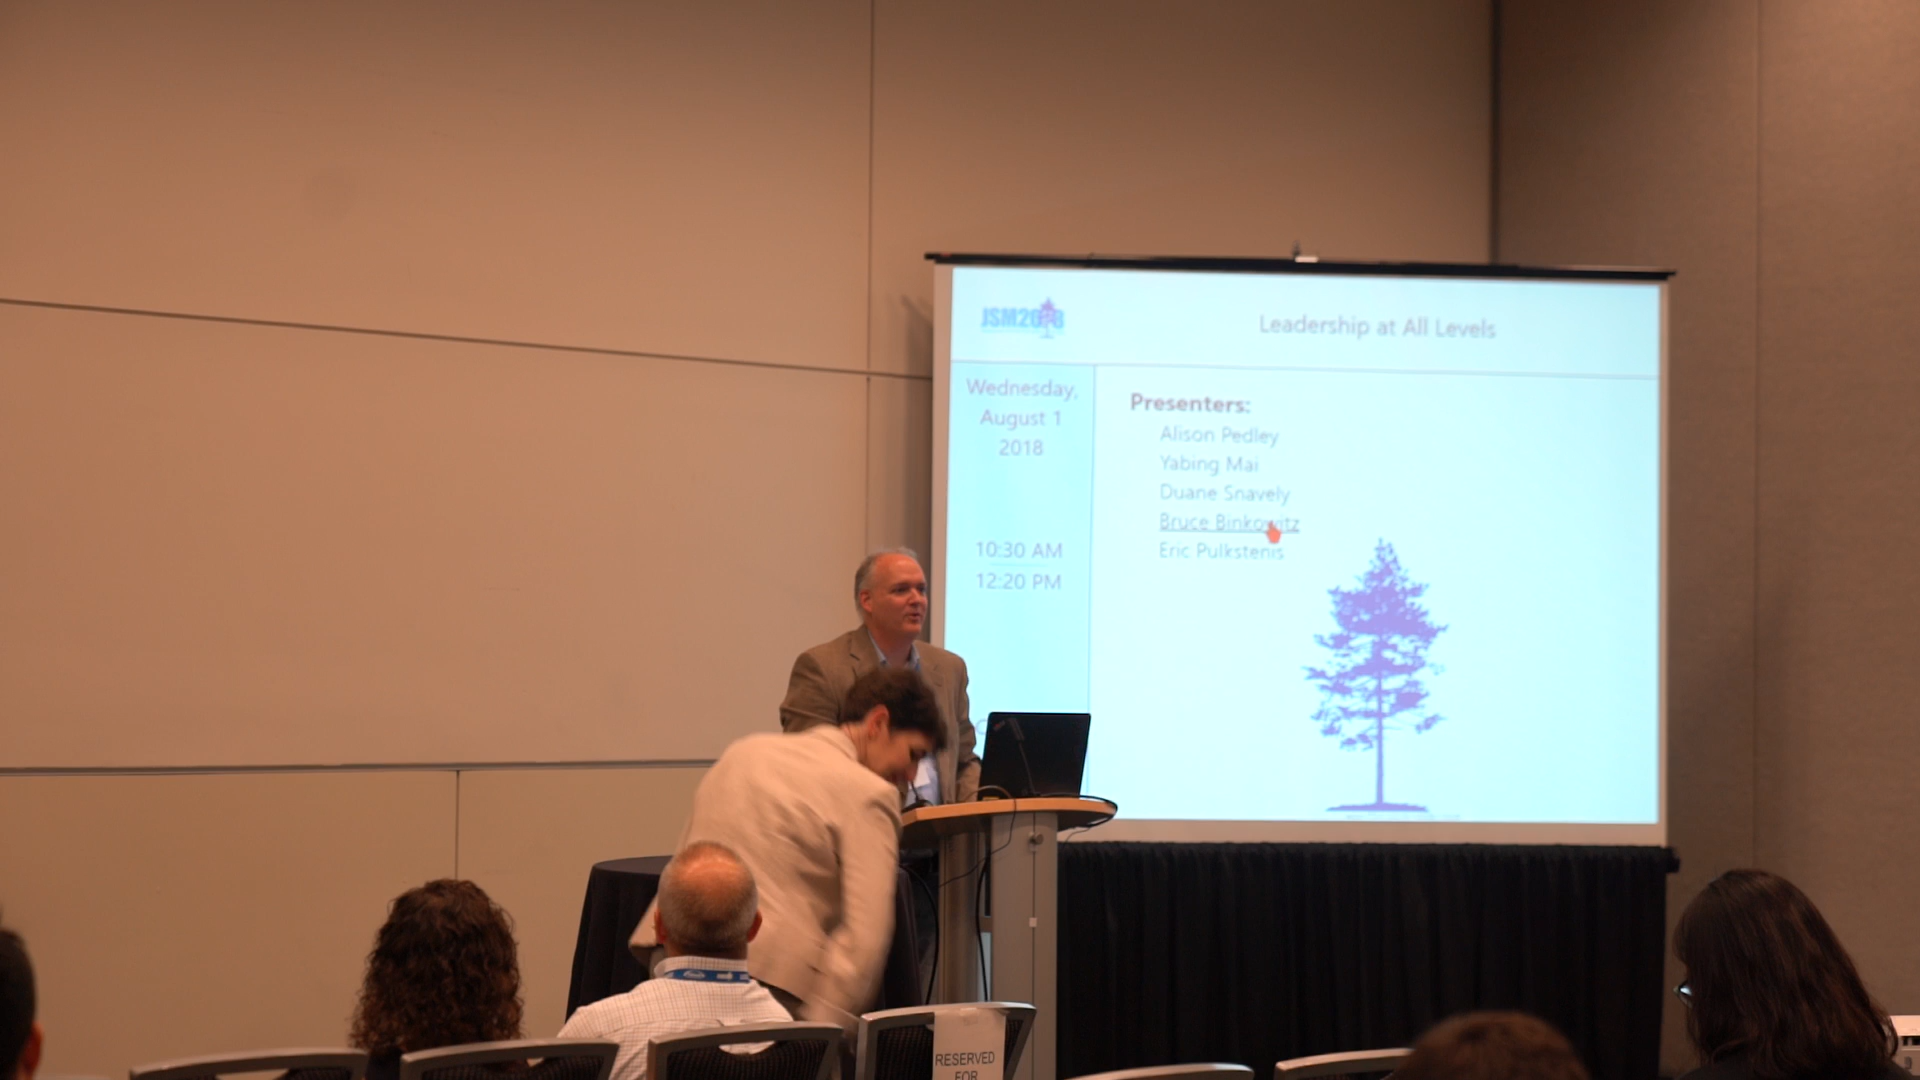 JSM2018
Leadership at All Levels
Wednesday,
August 1
2018
10:30 AM
12:20 PM
Presenters:
Alison Pedley
Yabing Mai
Duane Snavely
Bruce Binkowitz
Eric Pulkstenis
RESERVED
FOR